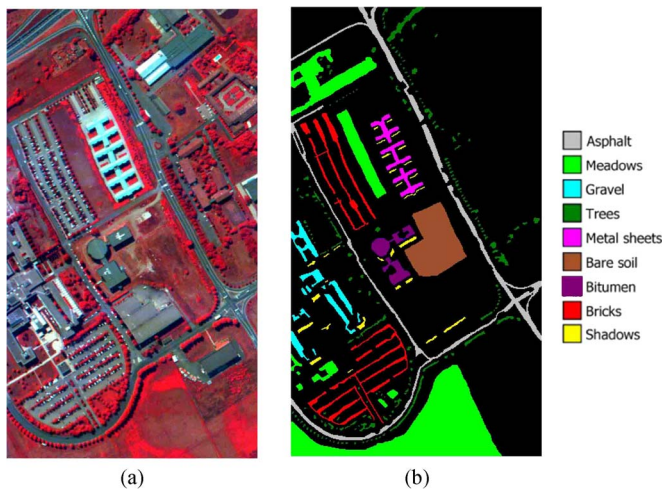 Asphalt
Meadows
Gravel
Trees
Metal sheets
Bare soil
Bitumen
Bricks
Shadows
(a)
(b)